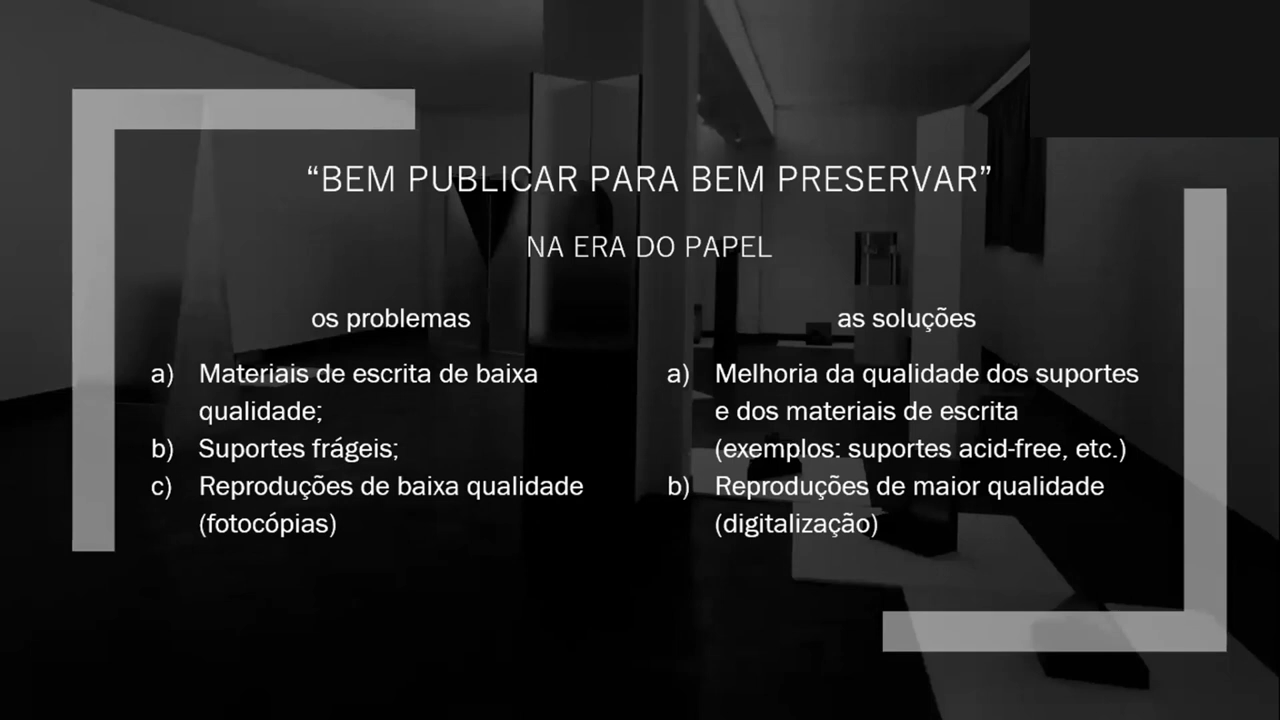 “BEM PUBLICAR PARA BEM PRESERVAR”
NA ERA DO PAPEL
os problemas
a) Materiais de escrita de baixa
qualidade;
b) Suportes frágeis;
c) Reproduções de baixa qualidade
(fotocópias)
as soluções
a) Melhoria da qualidade dos suportes
e dos materiais de escrita
(exemplos: suportes acid-free, etc.)
b) Reproduções de maior qualidade
(digitalização)